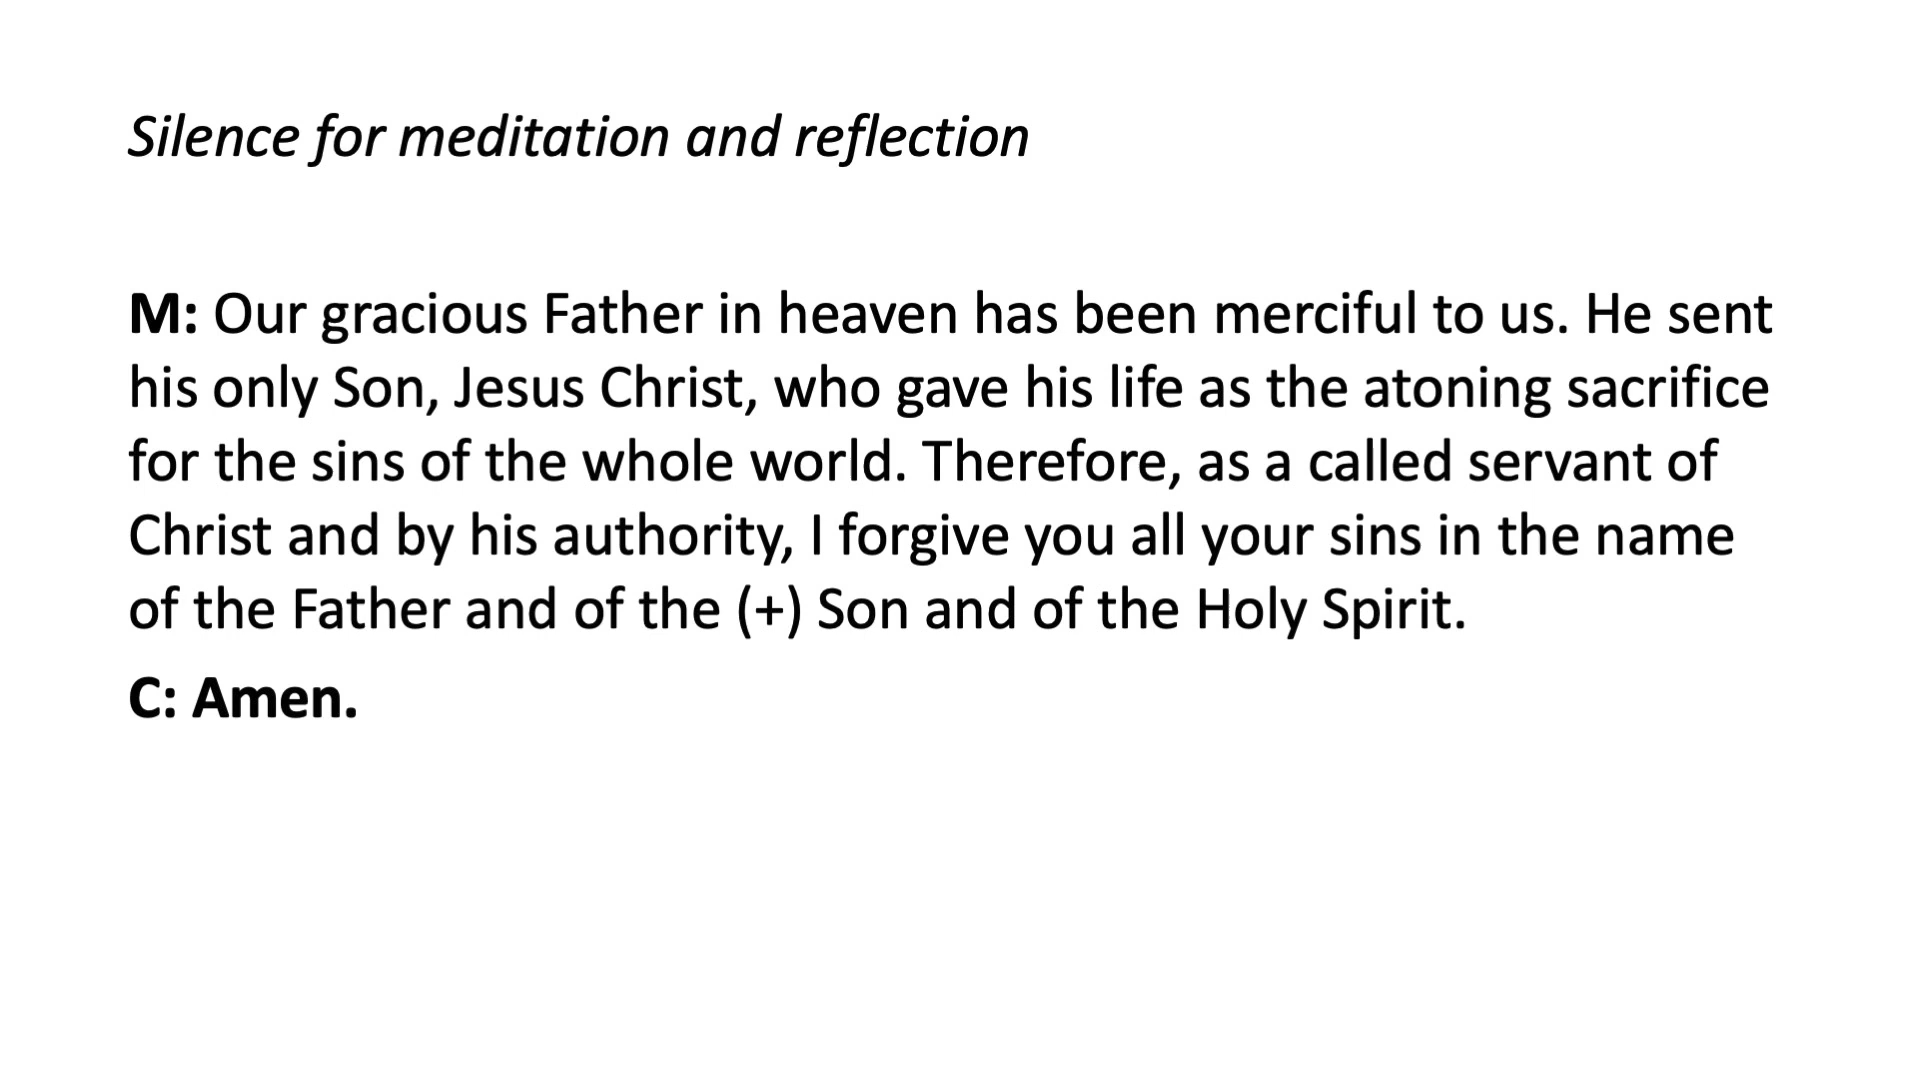 Silence for meditation and reflection
M: Our gracious Father in heaven has been merciful to us. He sent
his only Son, Jesus Christ, who gave his life as the atoning sacrifice
for the sins of the whole world. Therefore, as a called servant of
Christ and by his authority, I forgive you all your sins in the name
of the Father and of the (+) Son and of the Holy Spirit.
C: Amen.